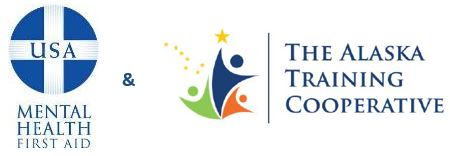 USA
MENTAL
HEALTH
FIRST AID
&
THE ALASKA
TRAINING
COOPERATIVE